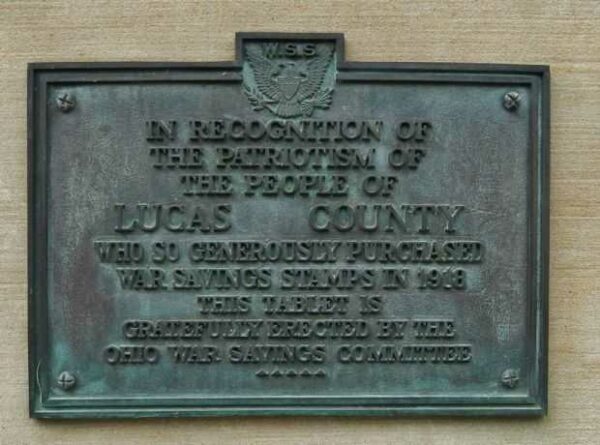 W.S.S
IN RECOGNITION OF
THE PATRIOTISM OF
THE PEOPLE OF
LUCAS COUNTY
WHO SO GENEROUSLY PURCHASED
WAR SAVINGS STAMPS IN 1918
THIS TABLET IS
GRATEFULLY ERECTED BY THE
OHIO WAR SAVINGS COMMITTEE